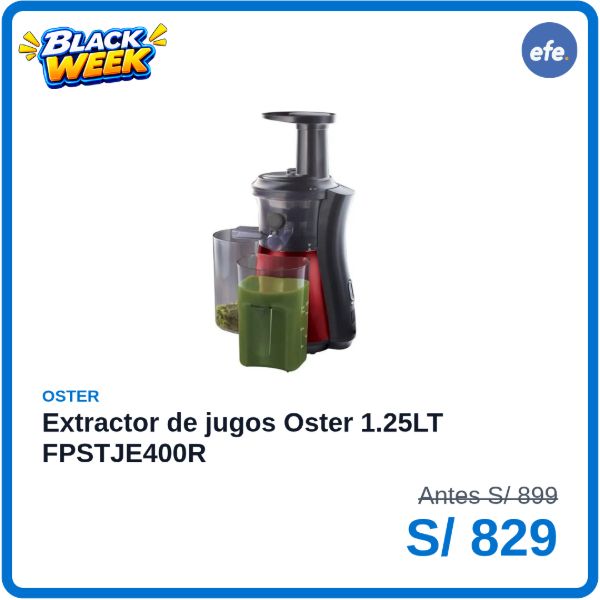 BLACK
WEEK
efe.
OSTER
Extractor de jugos Oster 1.25LT
FPSTJE400R
Antes S/ 899
S/ 829